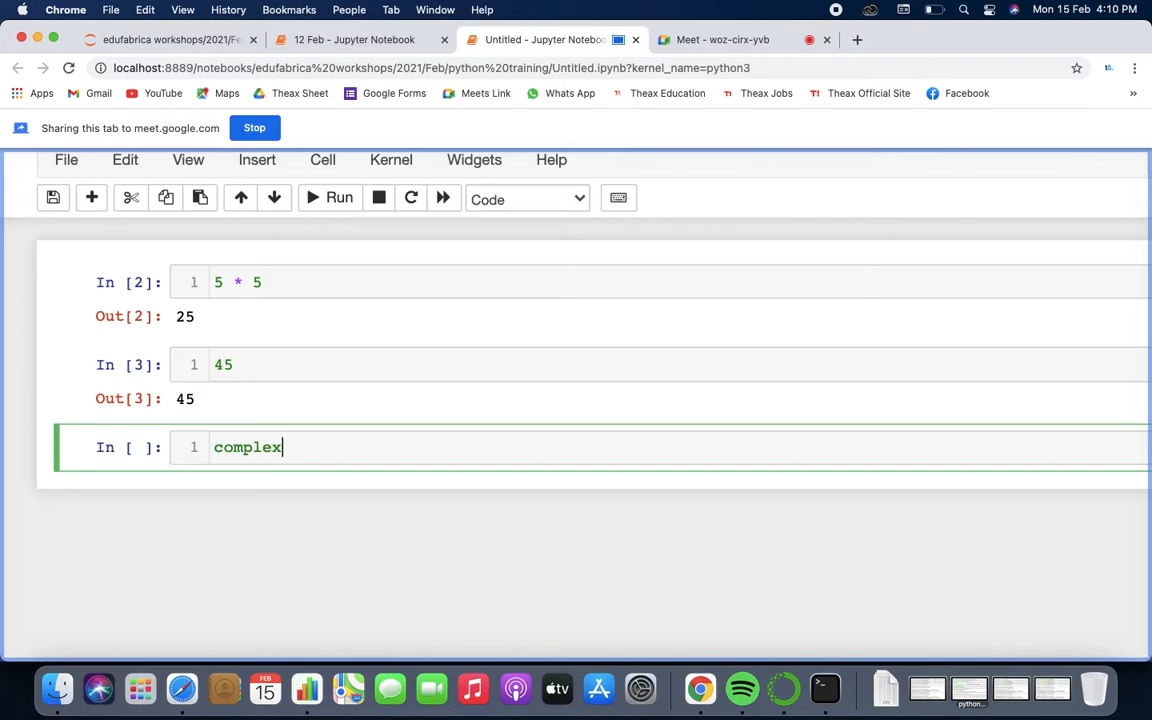 Chrome File Edit View History Bookmarks People Tab Window Help Mon 15 Feb 4:10 PM
edufabrica workshops/2021/Fe 12 Feb - Jupyter Notebook Untitled - Jupyter Noteboo Meet - woz-cirx-yvb
localhost:8889/notebooks/edufabrica%20workshops/2021/Feb/python%20training/Untitled.ipynb?kernel_name=python3
Apps Gmail YouTube Maps Theax Sheet Google Forms Meets Link Whats App Theax Education Theax Jobs Theax Official Site Facebook »
Sharing this tab to meet.google.com Stop
File Edit View Insert Cell Kernel Widgets Help
Run Code
In [2]: 1 5 * 5
Out[2]: 25
In [3]: 1 45
Out[3]: 45
In [ ]: 1 complex
FEB
15
tv
python...